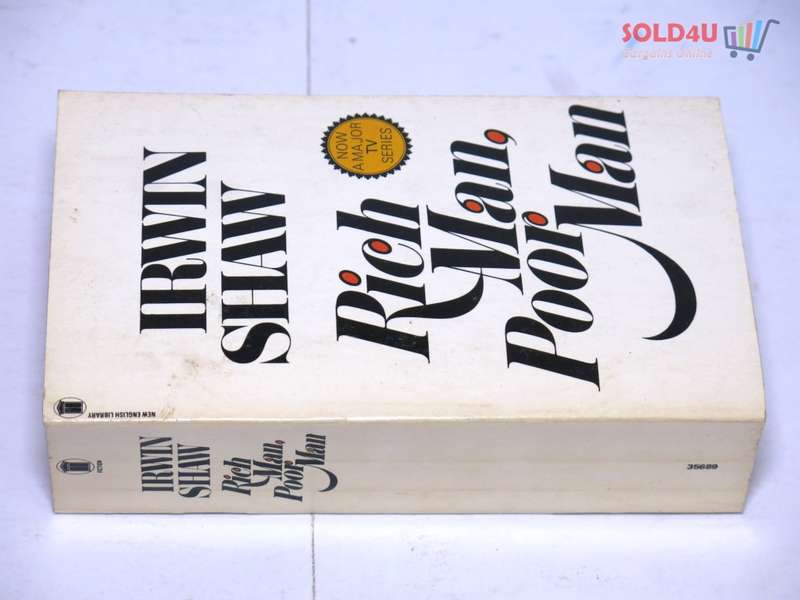 SOLD4U
Bargains Online
IRWIN
SHAW
NOW
A MAJOR
TV
SERIES
Rich
Man,
Poor
Man
NEW ENGLISH LIBRARY
FICTION
IRWIN
SHAW
Rich
Man,
Poor
Man
35689